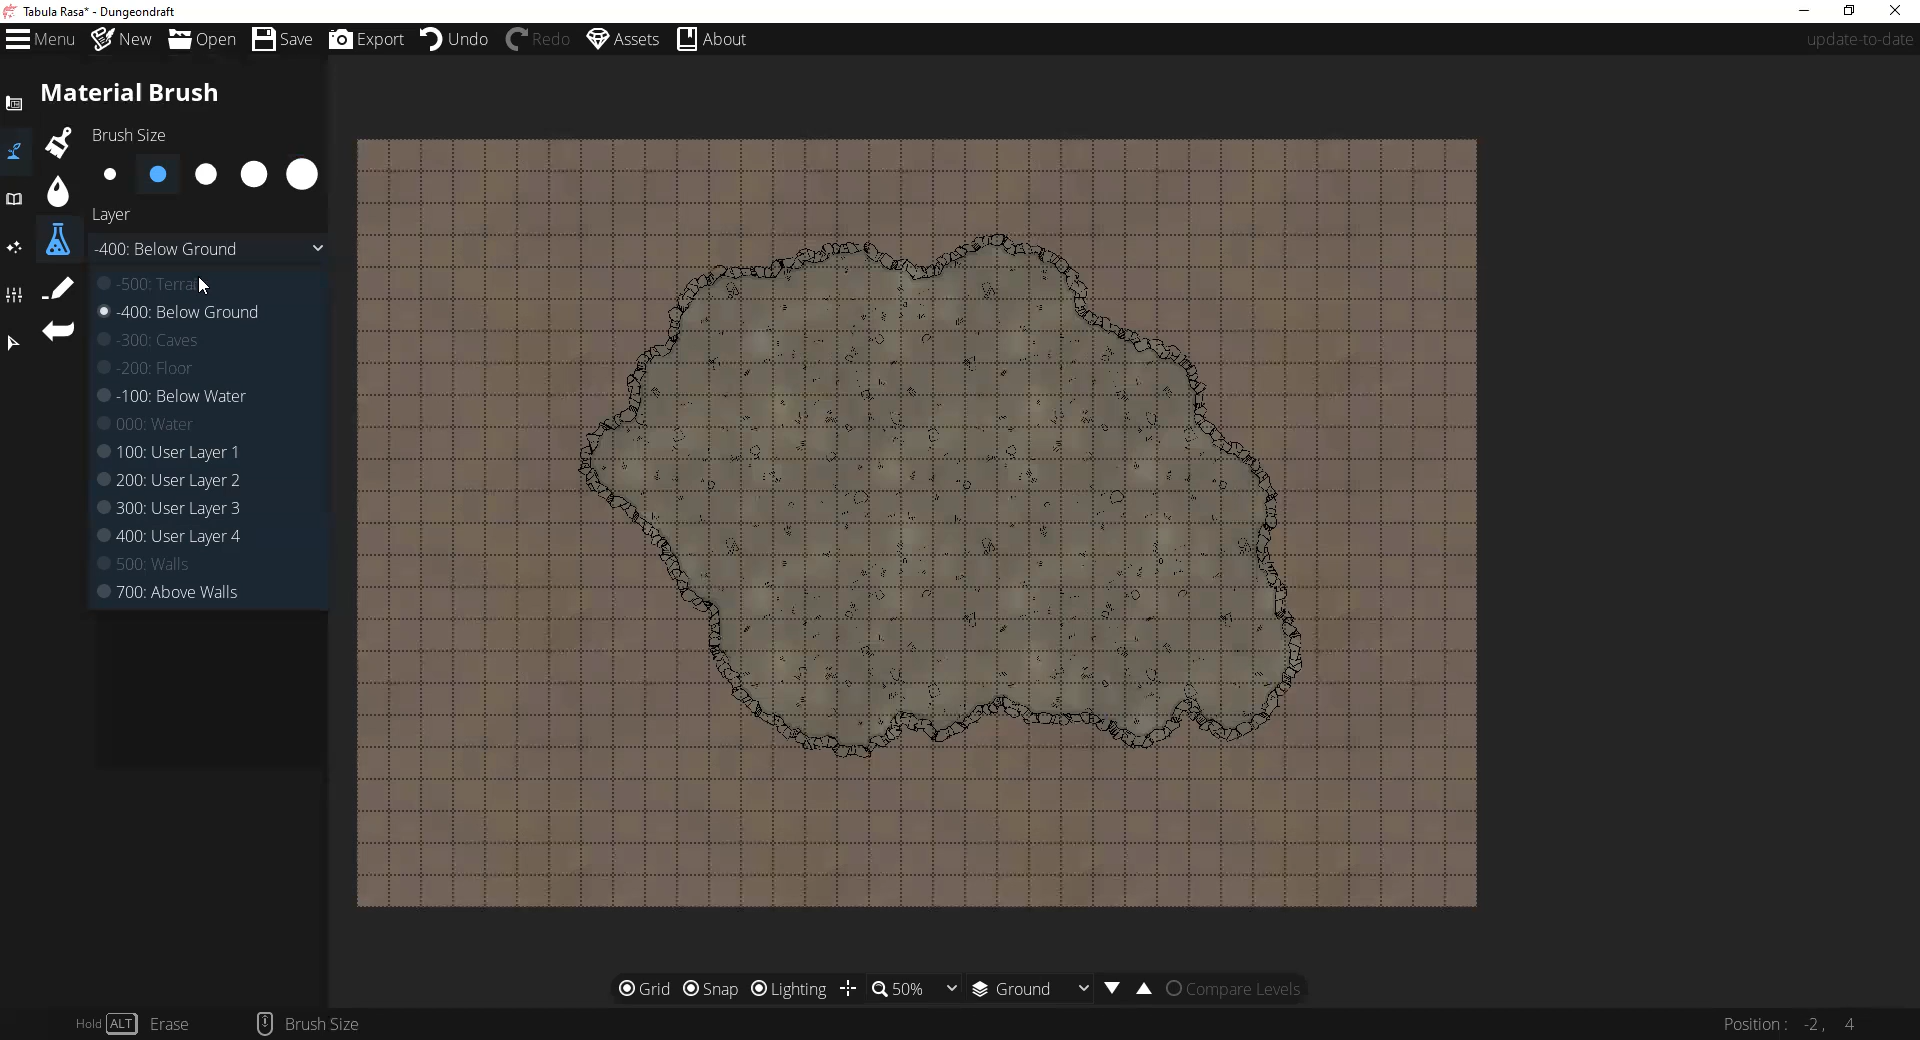 Tabula Rasa* - Dungeondraft
Menu New Open Save Export Undo Redo Assets About update-to-date
Material Brush
Brush Size
Layer
-400: Below Ground
-500: Terrain
-400: Below Ground
-300: Caves
-200: Floor
-100: Below Water
000: Water
100: User Layer 1
200: User Layer 2
300: User Layer 3
400: User Layer 4
500: Walls
700: Above Walls
Grid Snap Lighting 50% Ground Compare Levels
Hold ALT Erase Brush Size Position : -2, 4